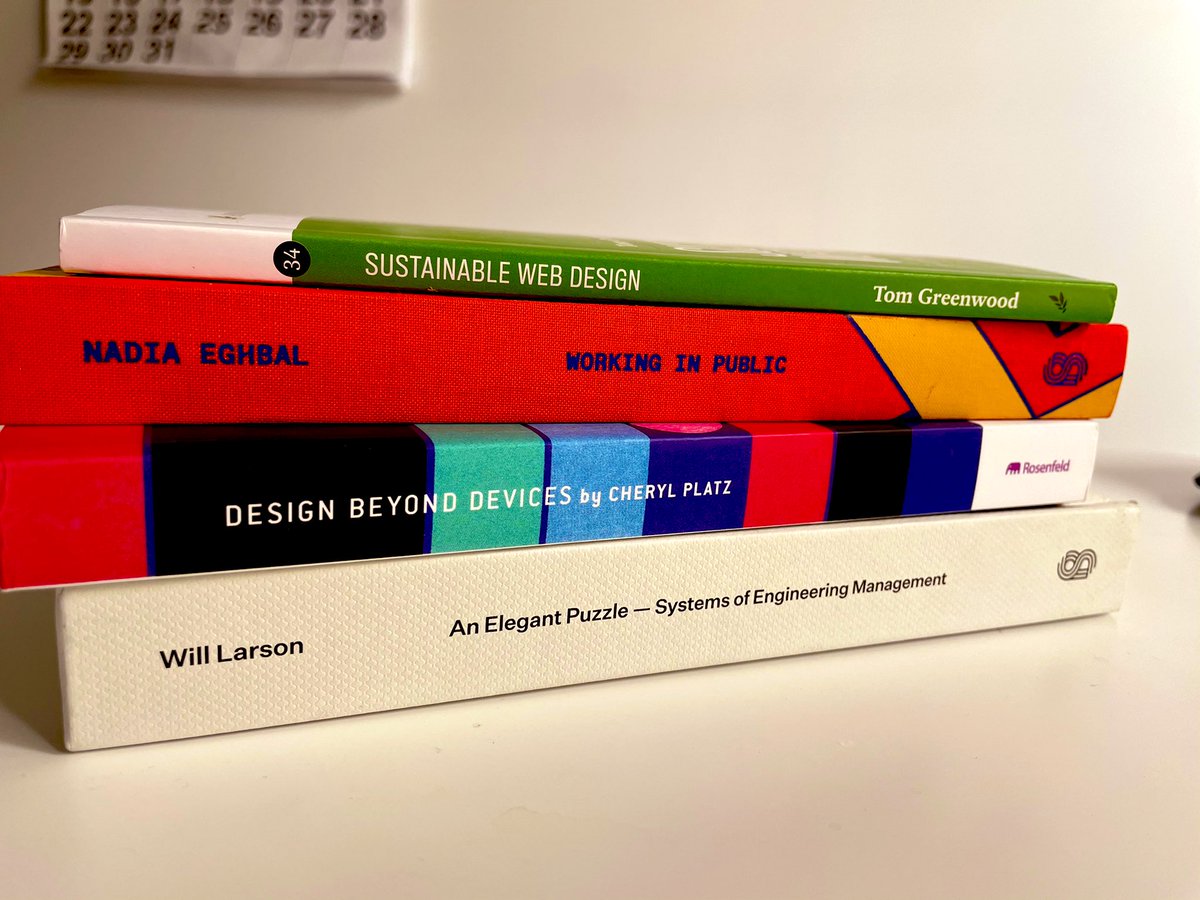 22 23 24 25 26 27 28
29 30 31
34
SUSTAINABLE WEB DESIGN
Tom Greenwood
NADIA EGHBAL
WORKING IN PUBLIC
DESIGN BEYOND DEVICES by CHERYL PLATZ
Rosenfeld
Will Larson
An Elegant Puzzle — Systems of Engineering Management